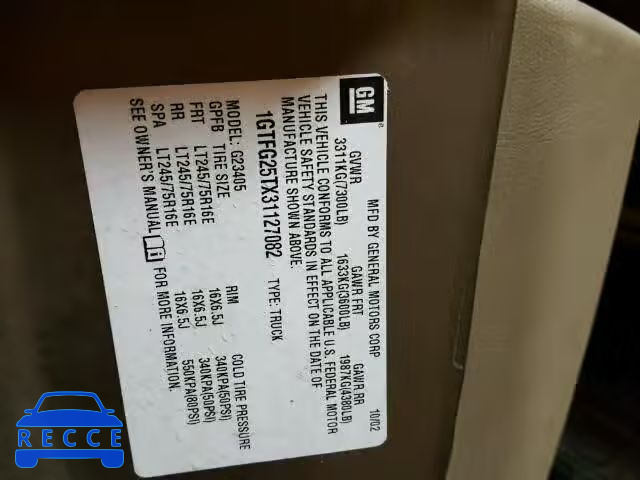 GM®
MFD BY GENERAL MOTORS CORP 10/02
GVWR GAWR FRT GAWR RR
3311KG(7300LB) 1633KG(3600LB) 1987KG(4380LB)
THIS VEHICLE CONFORMS TO ALL APPLICABLE U.S. FEDERAL MOTOR
VEHICLE SAFETY STANDARDS IN EFFECT ON THE DATE OF
MANUFACTURE SHOWN ABOVE.
1GTFG25TX31127082 TYPE: TRUCK
MODEL: G23405
GPFB TIRE SIZE RIM COLD TIRE PRESSURE
FRT LT245/75R16E 16X6.5J 340KPA(50PSI)
RR LT245/75R16E 16X6.5J 340KPA(50PSI)
SPA LT245/75R16E 16X6.5J 550KPA(80PSI)
SEE OWNER'S MANUAL FOR MORE INFORMATION.
RECCE